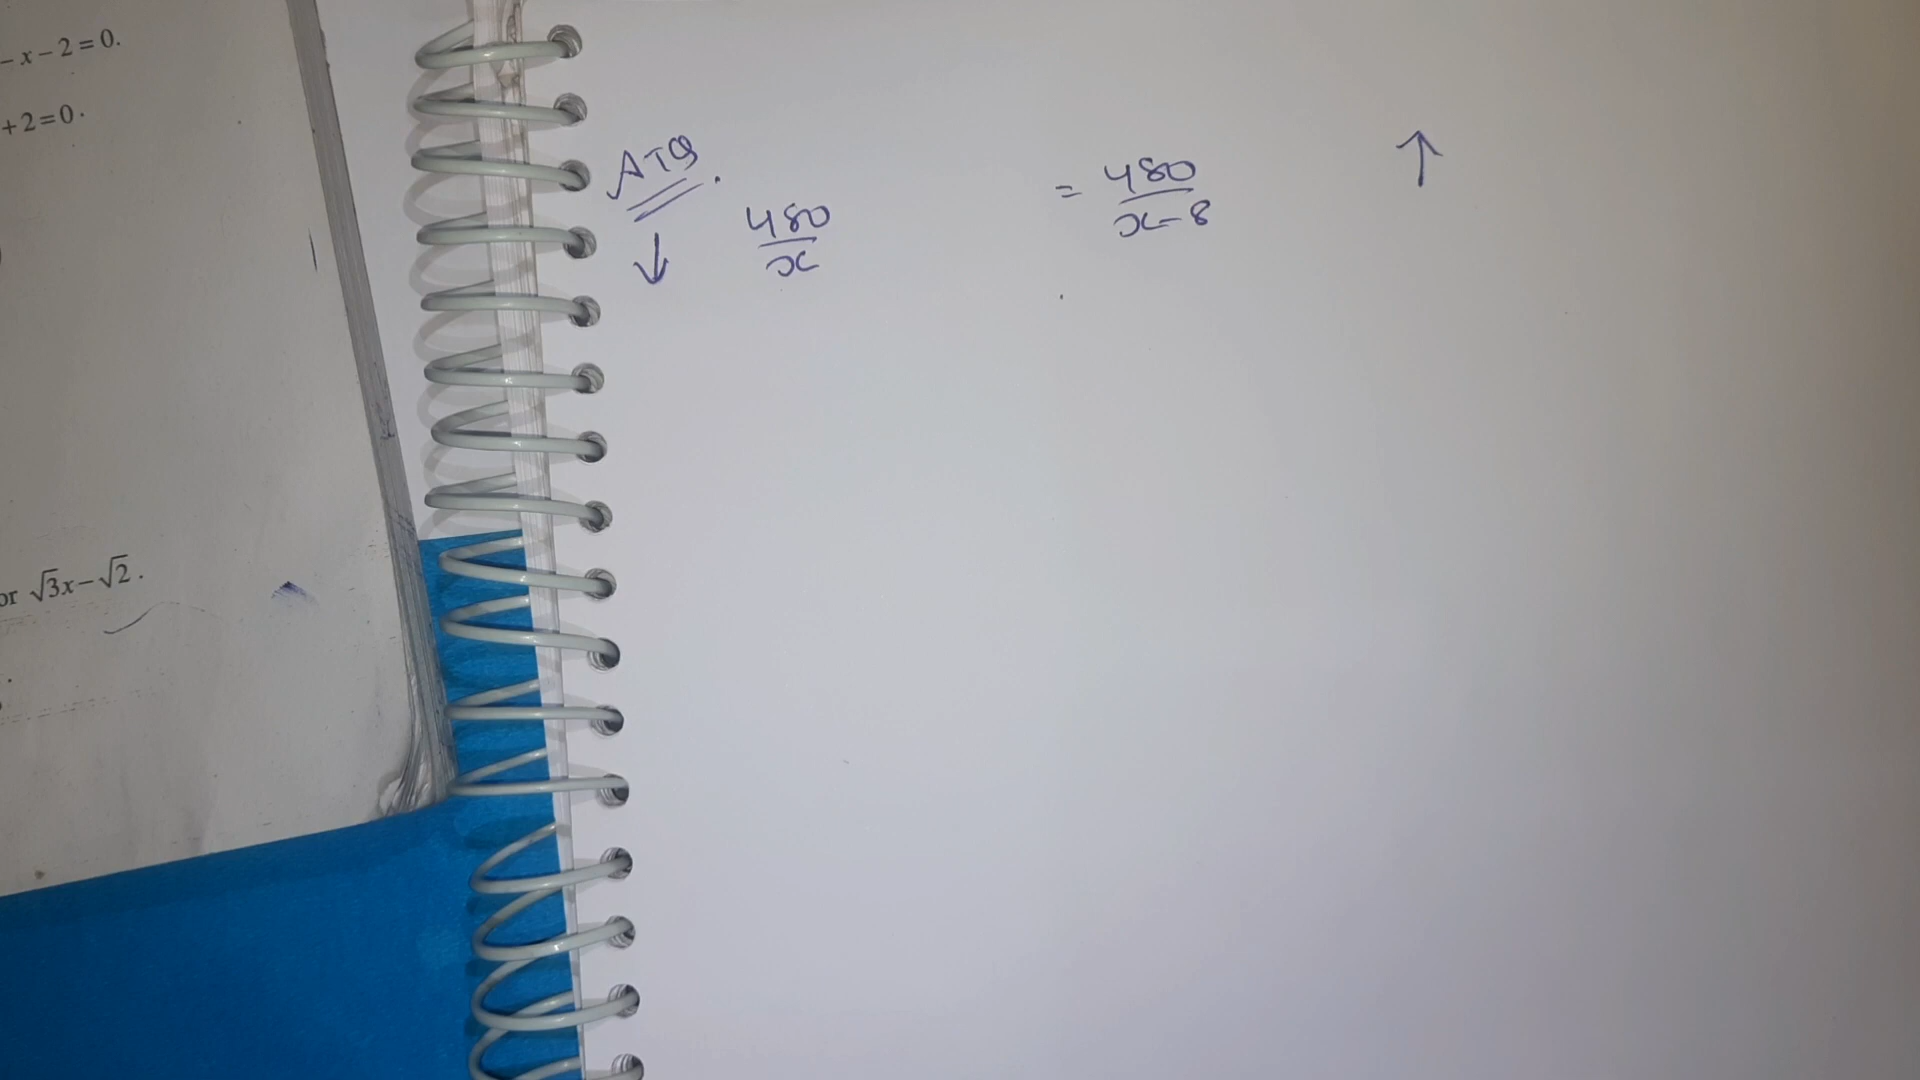 – x – 2 = 0.
+ 2 = 0.
or √3x – √2.
ATQ.
↓ 480/x = 480/x-8 ↑